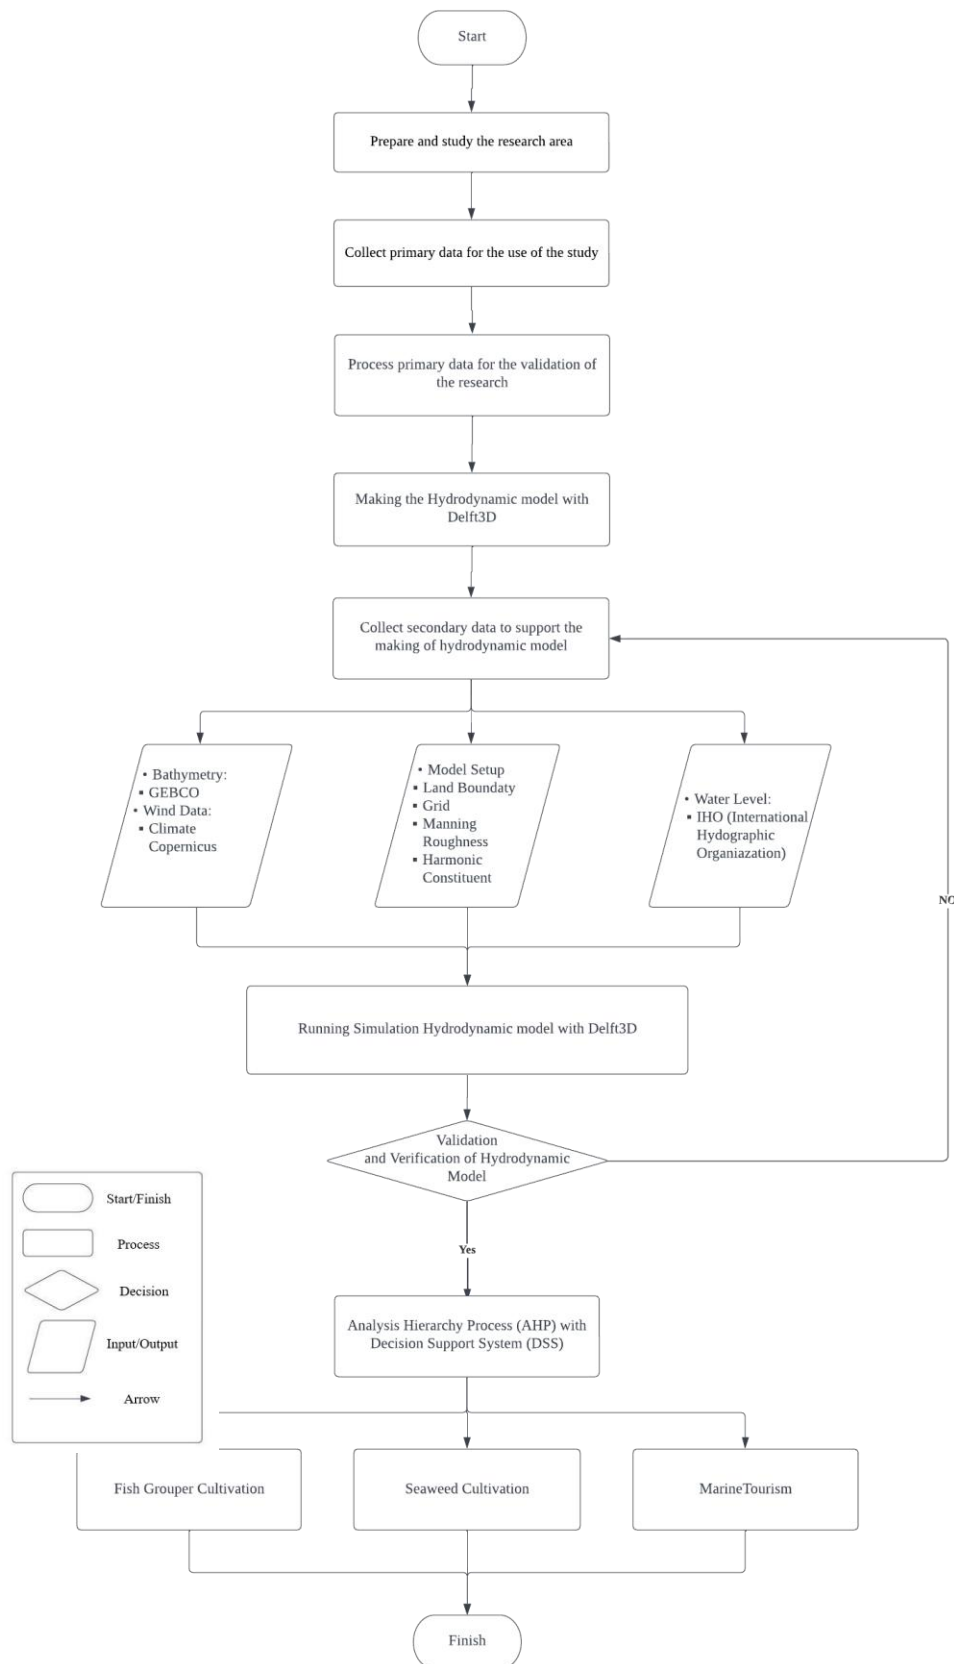 Start
Prepare and study the research area
Collect primary data for the use of the study
Process primary data for the validation of
the research
Making the Hydrodynamic model with
Delft3D
Collect secondary data to support the
making of hydrodynamic model
• Bathymetry:
▪ GEBCO
• Wind Data:
▪ Climate
Copernicus
• Model Setup
▪ Land Boundaty
▪ Grid
▪ Manning
Roughness
▪ Harmonic
Constituent
• Water Level:
▪ IHO (International
Hydographic
Organiazation)
NO
Running Simulation Hydrodynamic model with Delft3D
Validation
and Verification of Hydrodynamic
Model
Yes
Start/Finish
Process
Decision
Input/Output
Arrow
Analysis Hierarchy Process (AHP) with
Decision Support System (DSS)
Fish Grouper Cultivation
Seaweed Cultivation
MarineTourism
Finish